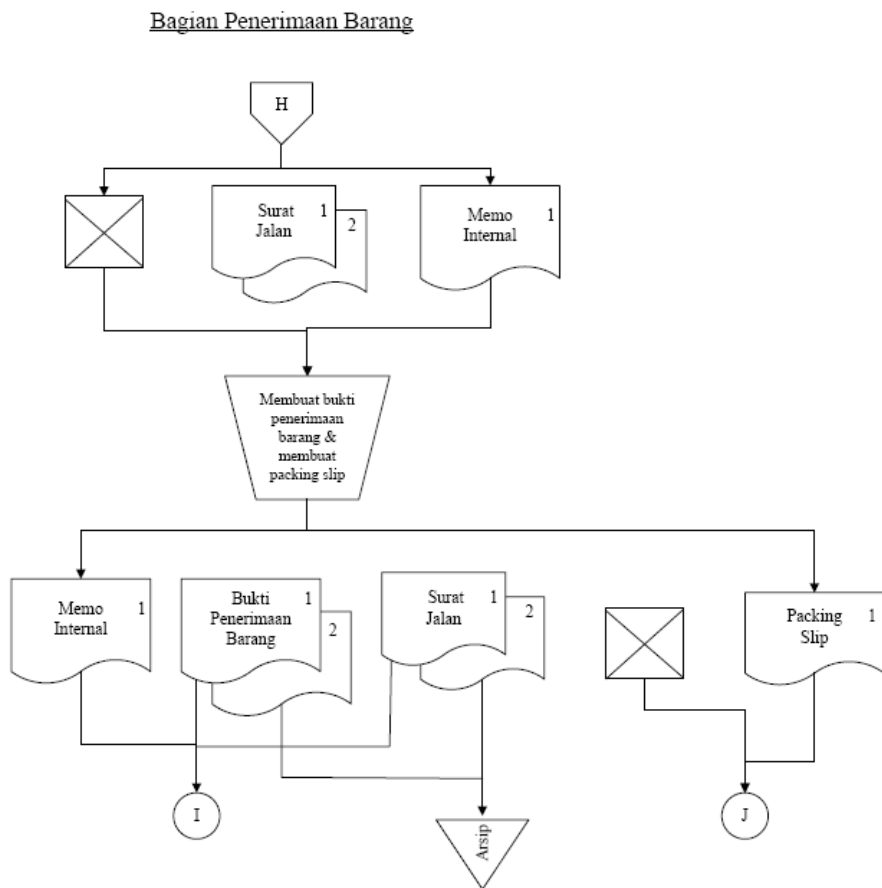 Bagian Penerimaan Barang
H
Surat
Jalan
1
2
Memo
Internal
1
Membuat bukti
penerimaan
barang &
membuat
packing slip
Memo
Internal
1
Bukti
Penerimaan
Barang
1
2
Surat
Jalan
1
2
Packing
Slip
1
I
Arsip
J